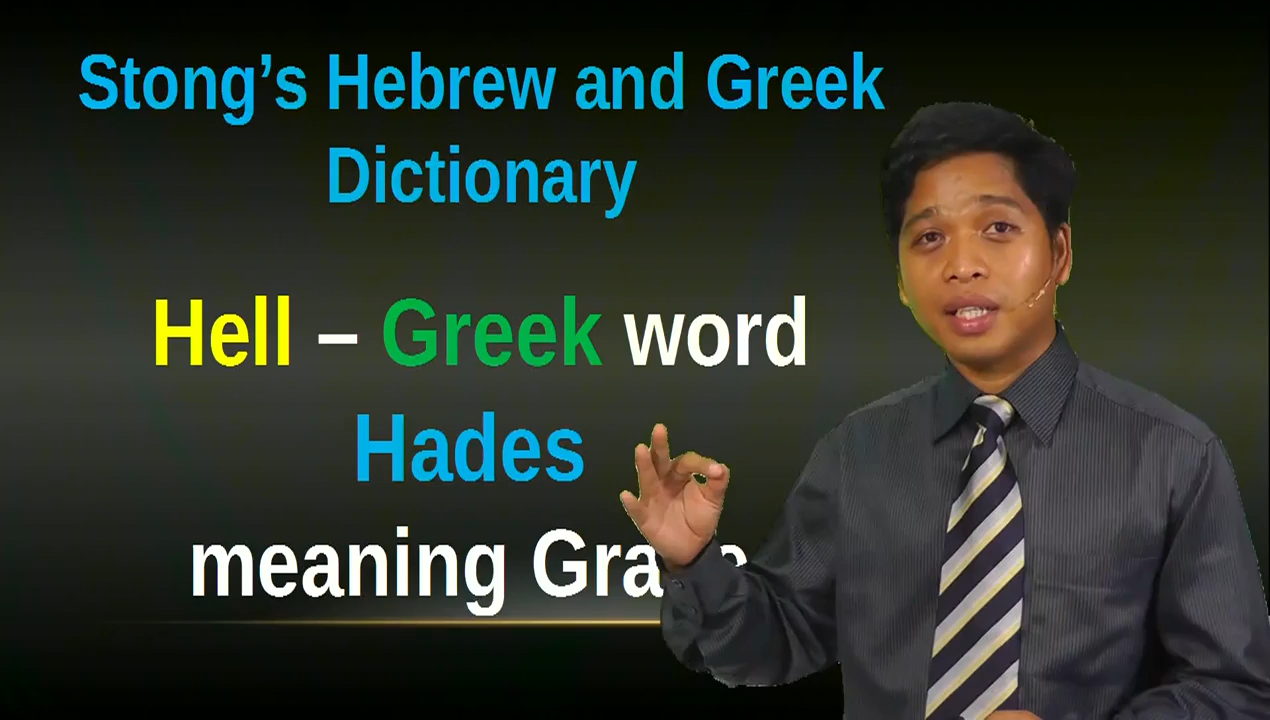 Stong's Hebrew and Greek
Dictionary
Hell – Greek word
Hades
meaning